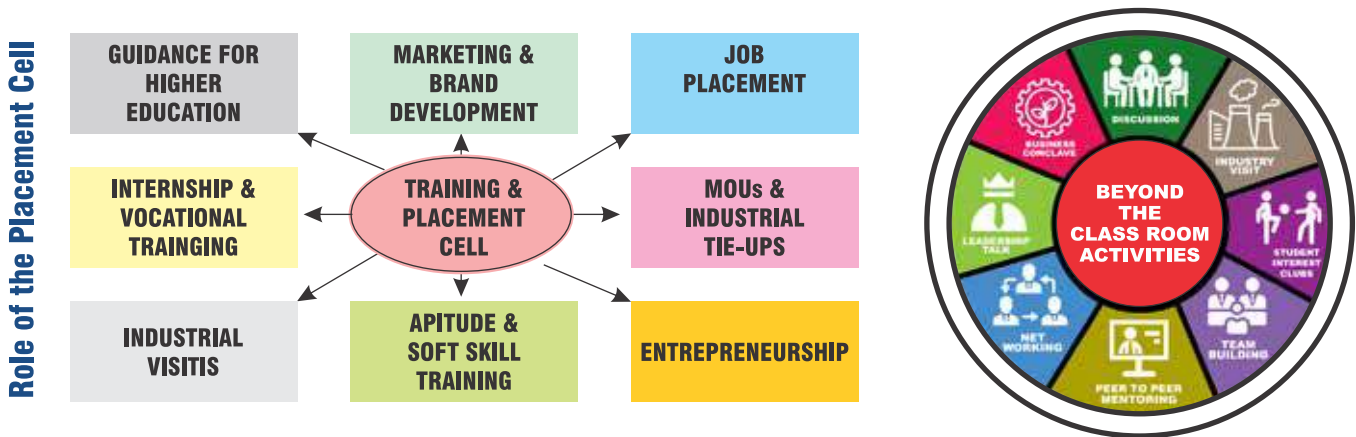 Role of the Placement Cell
GUIDANCE FOR
HIGHER
EDUCATION
MARKETING &
BRAND
DEVELOPMENT
JOB
PLACEMENT
INTERNSHIP &
VOCATIONAL
TRAINGING
TRAINING &
PLACEMENT
CELL
MOUs &
INDUSTRIAL
TIE-UPS
INDUSTRIAL
VISITIS
APITUDE &
SOFT SKILL
TRAINING
ENTREPRENEURSHIP
BEYOND
THE
CLASS ROOM
ACTIVITIES
DISCUSSION
INDUSTRY
VISIT
STUDENT
INTEREST
CLUBS
TEAM
BUILDING
PEER TO PEER
MENTORING
NET
WORKING
LEADERSHIP
TALK
BUSINESS
CONCLAVE